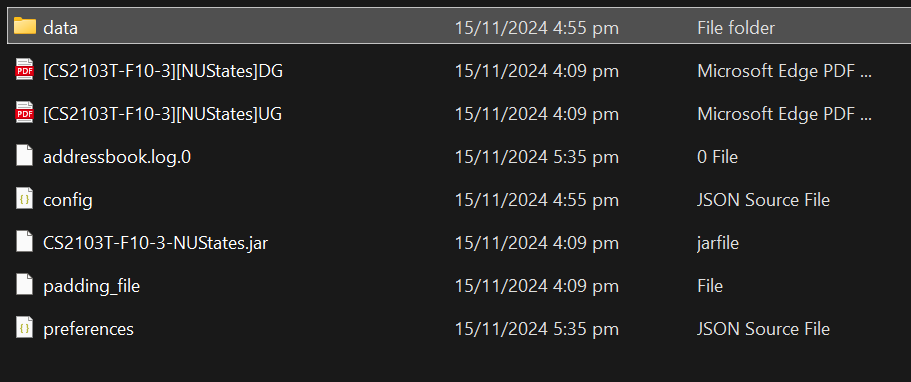 data 15/11/2024 4:55 pm File folder
PDF [CS2103T-F10-3][NUStates]DG 15/11/2024 4:09 pm Microsoft Edge PDF ...
PDF [CS2103T-F10-3][NUStates]UG 15/11/2024 4:09 pm Microsoft Edge PDF ...
addressbook.log.0 15/11/2024 5:35 pm 0 File
config 15/11/2024 4:55 pm JSON Source File
CS2103T-F10-3-NUStates.jar 15/11/2024 4:09 pm jarfile
padding_file 15/11/2024 4:09 pm File
preferences 15/11/2024 5:35 pm JSON Source File